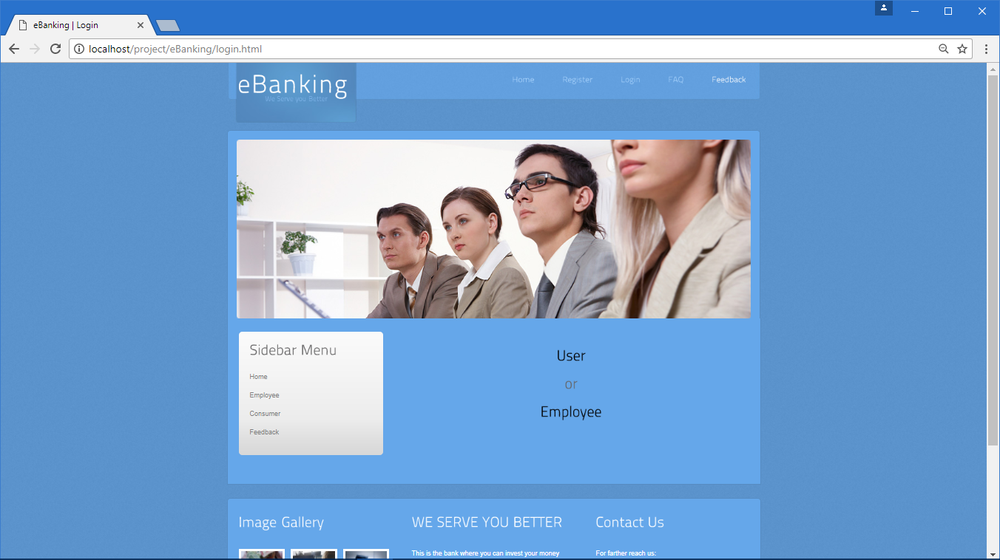 eBanking | Login
localhost/project/eBanking/login.html
eBanking
We Serve you Better
Home Register Login FAQ Feedback
Sidebar Menu
Home
Employee
Consumer
Feedback
User
or
Employee
Image Gallery
WE SERVE YOU BETTER
This is the bank where you can invest your money
Contact Us
For farther reach us: